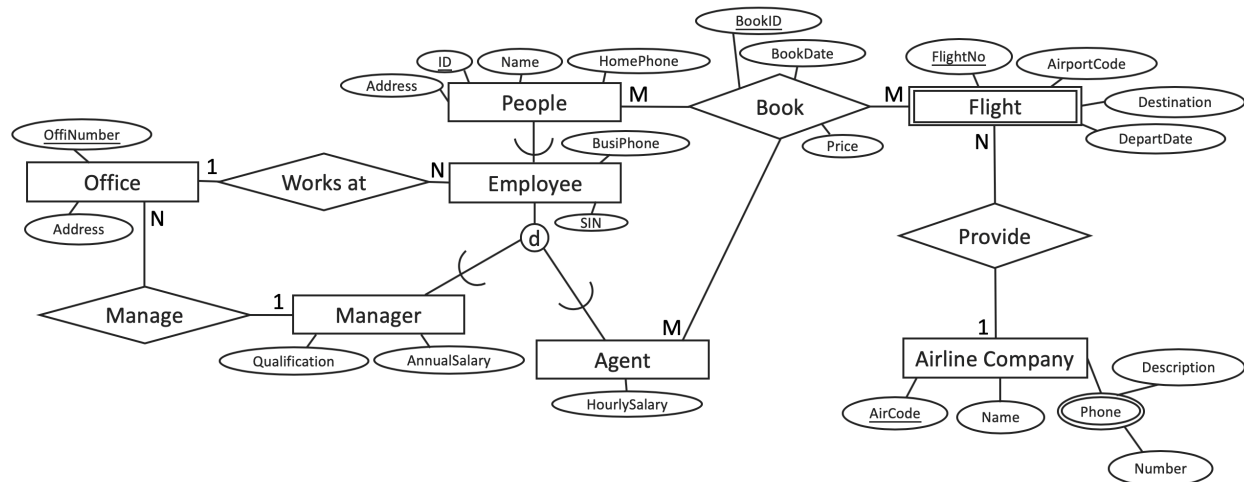 BookID
ID
Name
HomePhone
BookDate
FlightNo
AirportCode
Address
People
M
Book
M
Flight
Destination
OffiNumber
BusiPhone
Price
DepartDate
Office
1
Works at
N
Employee
N
Address
N
SIN
d
Provide
Manage
1
Manager
M
1
Qualification
AnnualSalary
Agent
Airline Company
Description
HourlySalary
AirCode
Name
Phone
Number